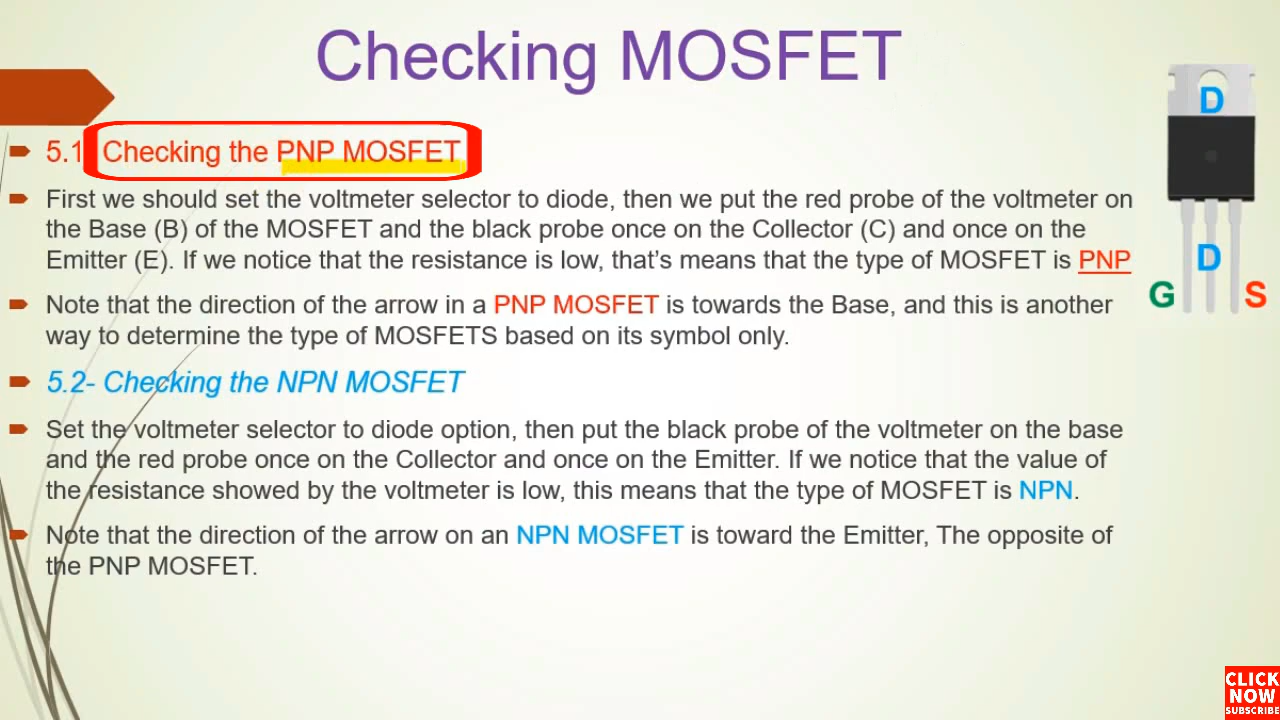 Checking MOSFET
D
5.1 Checking the PNP MOSFET
First we should set the voltmeter selector to diode, then we put the red probe of the voltmeter on
the Base (B) of the MOSFET and the black probe once on the Collector (C) and once on the
Emitter (E). If we notice that the resistance is low, that's means that the type of MOSFET is PNP
D
G
S
Note that the direction of the arrow in a PNP MOSFET is towards the Base, and this is another
way to determine the type of MOSFETS based on its symbol only.
5.2- Checking the NPN MOSFET
Set the voltmeter selector to diode option, then put the black probe of the voltmeter on the base
and the red probe once on the Collector and once on the Emitter. If we notice that the value of
the resistance showed by the voltmeter is low, this means that the type of MOSFET is NPN.
Note that the direction of the arrow on an NPN MOSFET is toward the Emitter, The opposite of
the PNP MOSFET.
CLICK
NOW
SUBSCRIBE